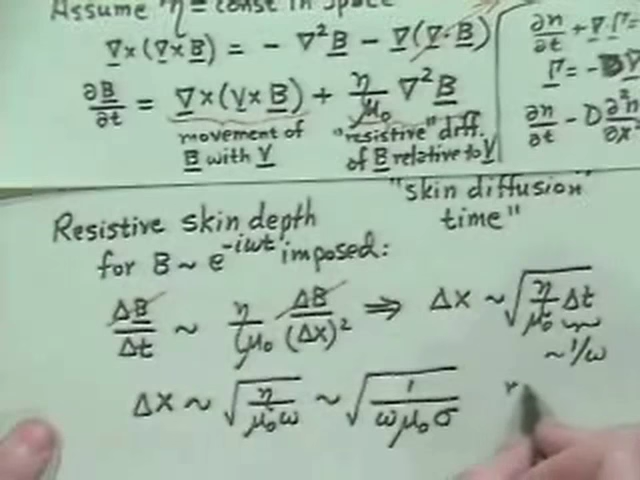 Assume η = const in space
∇×(∇×B) = - ∇²B - ∇(∇·B)
∂B/∂t = ∇×(V×B) + η/μ₀ ∇²B
movement of B with V
"resistive" diff. of B relative to V
∂n/∂t + ∇·Γ =
Γ = -D∇
∂n/∂t - D ∂²n/∂x²
"skin diffusion time"
Resistive skin depth
for B ~ e^{-iωt} imposed:
ΔB/Δt ~ η/μ₀ ΔB/(Δx)² ⇒ Δx ~ √(η/μ₀ Δt)
~ 1/ω
Δx ~ √(η/μ₀ω) ~ √(1/ωμ₀σ)